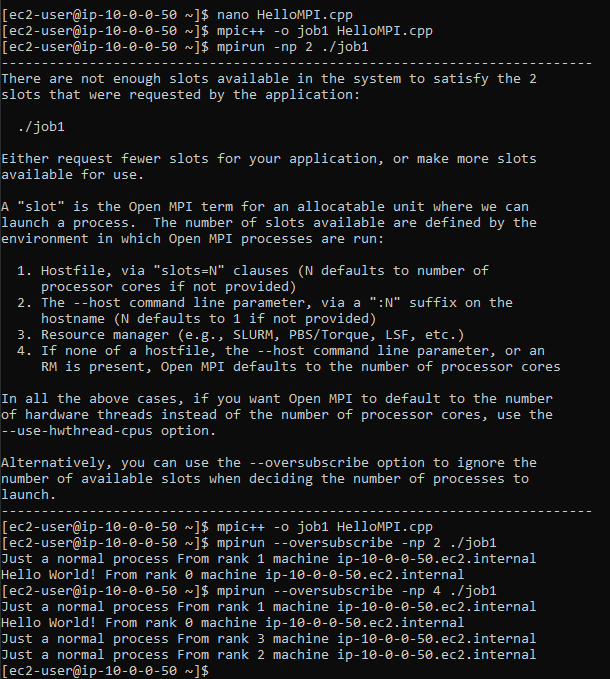 [ec2-user@ip-10-0-0-50 ~]$ nano HelloMPI.cpp
[ec2-user@ip-10-0-0-50 ~]$ mpic++ -o job1 HelloMPI.cpp
[ec2-user@ip-10-0-0-50 ~]$ mpirun -np 2 ./job1
--------------------------------------------------------------------------
There are not enough slots available in the system to satisfy the 2
slots that were requested by the application:
  ./job1
Either request fewer slots for your application, or make more slots
available for use.
A "slot" is the Open MPI term for an allocatable unit where we can
launch a process.  The number of slots available are defined by the
environment in which Open MPI processes are run:
  1. Hostfile, via "slots=N" clauses (N defaults to number of
     processor cores if not provided)
  2. The --host command line parameter, via a ":N" suffix on the
     hostname (N defaults to 1 if not provided)
  3. Resource manager (e.g., SLURM, PBS/Torque, LSF, etc.)
  4. If none of a hostfile, the --host command line parameter, or an
     RM is present, Open MPI defaults to the number of processor cores
In all the above cases, if you want Open MPI to default to the number
of hardware threads instead of the number of processor cores, use the
--use-hwthread-cpus option.
Alternatively, you can use the --oversubscribe option to ignore the
number of available slots when deciding the number of processes to
launch.
--------------------------------------------------------------------------
[ec2-user@ip-10-0-0-50 ~]$ mpic++ -o job1 HelloMPI.cpp
[ec2-user@ip-10-0-0-50 ~]$ mpirun --oversubscribe -np 2 ./job1
Just a normal process From rank 1 machine ip-10-0-0-50.ec2.internal
Hello World! From rank 0 machine ip-10-0-0-50.ec2.internal
[ec2-user@ip-10-0-0-50 ~]$ mpirun --oversubscribe -np 4 ./job1
Just a normal process From rank 1 machine ip-10-0-0-50.ec2.internal
Hello World! From rank 0 machine ip-10-0-0-50.ec2.internal
Just a normal process From rank 3 machine ip-10-0-0-50.ec2.internal
Just a normal process From rank 2 machine ip-10-0-0-50.ec2.internal
[ec2-user@ip-10-0-0-50 ~]$